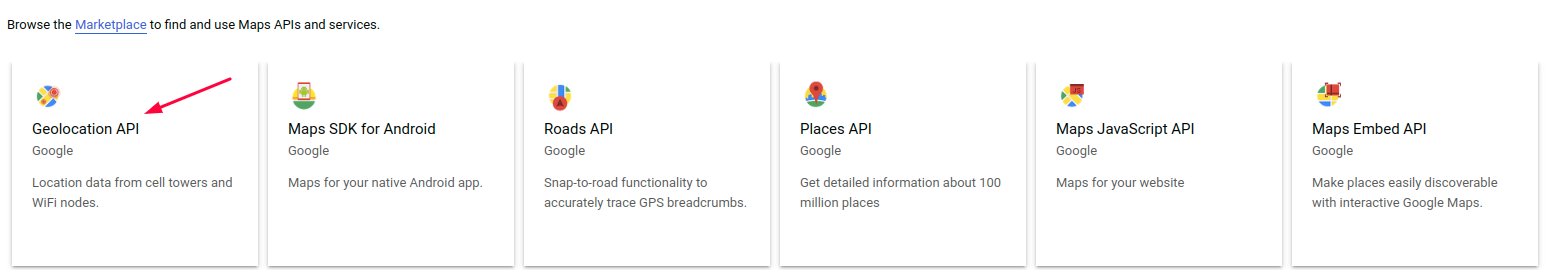 Browse the Marketplace to find and use Maps APIs and services.
Geolocation API
Google
Location data from cell towers and
WiFi nodes.
Maps SDK for Android
Google
Maps for your native Android app.
Roads API
Google
Snap-to-road functionality to
accurately trace GPS breadcrumbs.
Places API
Google
Get detailed information about 100
million places
JS
Maps JavaScript API
Google
Maps for your website
Maps Embed API
Google
Make places easily discoverable
with interactive Google Maps.